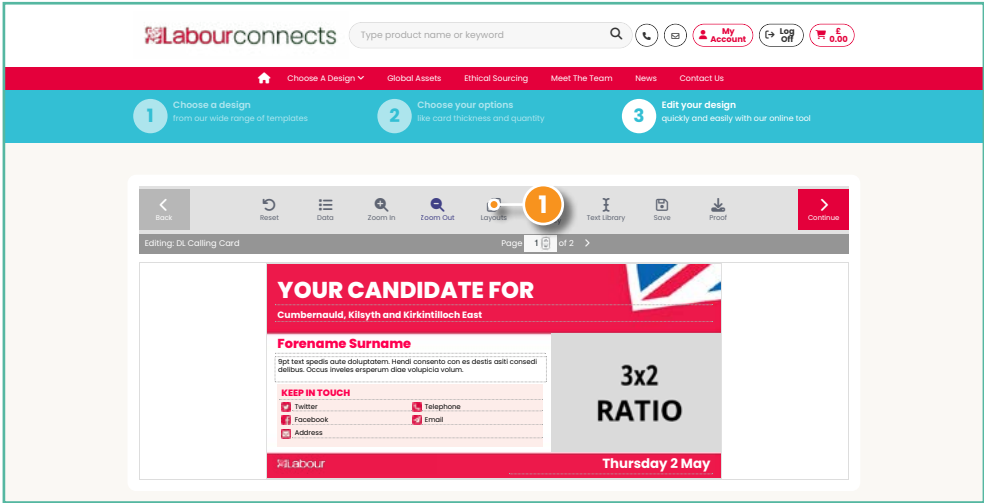 Labourconnects
Type product name or keyword
My Account
Log Off
£ 0.00
Choose A Design
Global Assets
Ethical Sourcing
Meet The Team
News
Contact Us
1
Choose a design
from our wide range of templates
2
Choose your options
like card thickness and quantity
3
Edit your design
quickly and easily with our online tool
Back
Reset
Data
Zoom In
Zoom Out
Layouts
1
Text Library
Save
Proof
Continue
Editing: DL Calling Card
Page 1 of 2
YOUR CANDIDATE FOR
Cumbernauld, Kilsyth and Kirkintilloch East
Forename Surname
9pt text spedis aute doluptatem. Hendi consento con es destis asiti consedi
delibus. Occus inveles ersperum diae volupicia volum.
KEEP IN TOUCH
Twitter
Telephone
Facebook
Email
Address
3x2
RATIO
Labour
Thursday 2 May